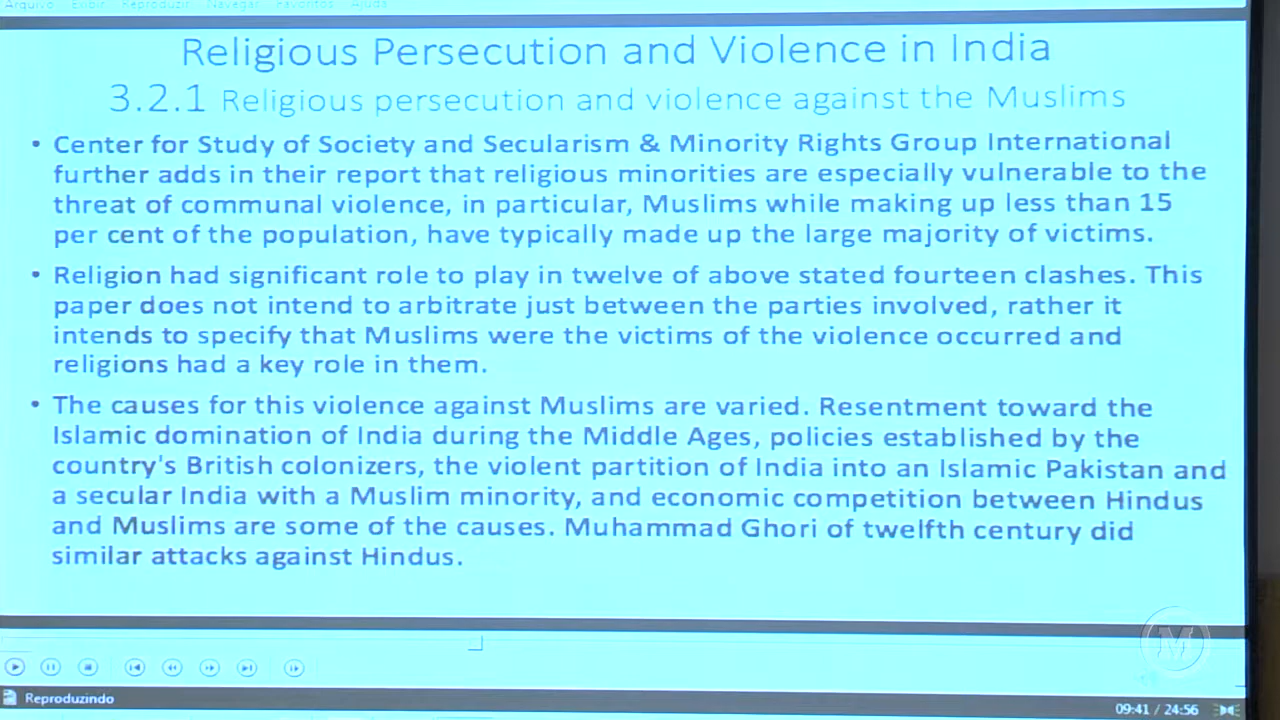 Arquivo Exibir Reproduzir Navegar Favoritos Ajuda
Religious Persecution and Violence in India
3.2.1 Religious persecution and violence against the Muslims
• Center for Study of Society and Secularism & Minority Rights Group International
further adds in their report that religious minorities are especially vulnerable to the
threat of communal violence, in particular, Muslims while making up less than 15
per cent of the population, have typically made up the large majority of victims.
• Religion had significant role to play in twelve of above stated fourteen clashes. This
paper does not intend to arbitrate just between the parties involved, rather it
intends to specify that Muslims were the victims of the violence occurred and
religions had a key role in them.
• The causes for this violence against Muslims are varied. Resentment toward the
Islamic domination of India during the Middle Ages, policies established by the
country's British colonizers, the violent partition of India into an Islamic Pakistan and
a secular India with a Muslim minority, and economic competition between Hindus
and Muslims are some of the causes. Muhammad Ghori of twelfth century did
similar attacks against Hindus.
M
Reproduzindo
09:41 / 24:56